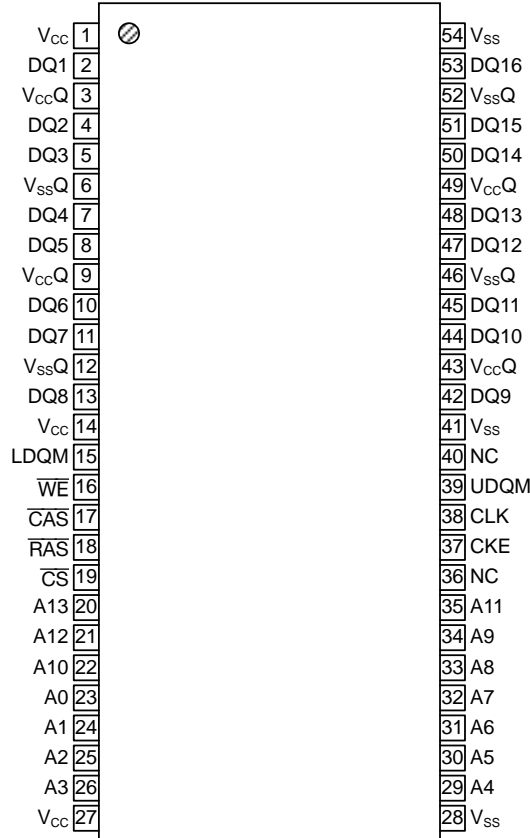 VCC 1 54 VSS
DQ1 2 53 DQ16
VCCQ 3 52 VSSQ
DQ2 4 51 DQ15
DQ3 5 50 DQ14
VSSQ 6 49 VCCQ
DQ4 7 48 DQ13
DQ5 8 47 DQ12
VCCQ 9 46 VSSQ
DQ6 10 45 DQ11
DQ7 11 44 DQ10
VSSQ 12 43 VCCQ
DQ8 13 42 DQ9
VCC 14 41 VSS
LDQM 15 40 NC
W̅E̅ 16 39 UDQM
C̅A̅S̅ 17 38 CLK
R̅A̅S̅ 18 37 CKE
C̅S̅ 19 36 NC
A13 20 35 A11
A12 21 34 A9
A10 22 33 A8
A0 23 32 A7
A1 24 31 A6
A2 25 30 A5
A3 26 29 A4
VCC 27 28 VSS